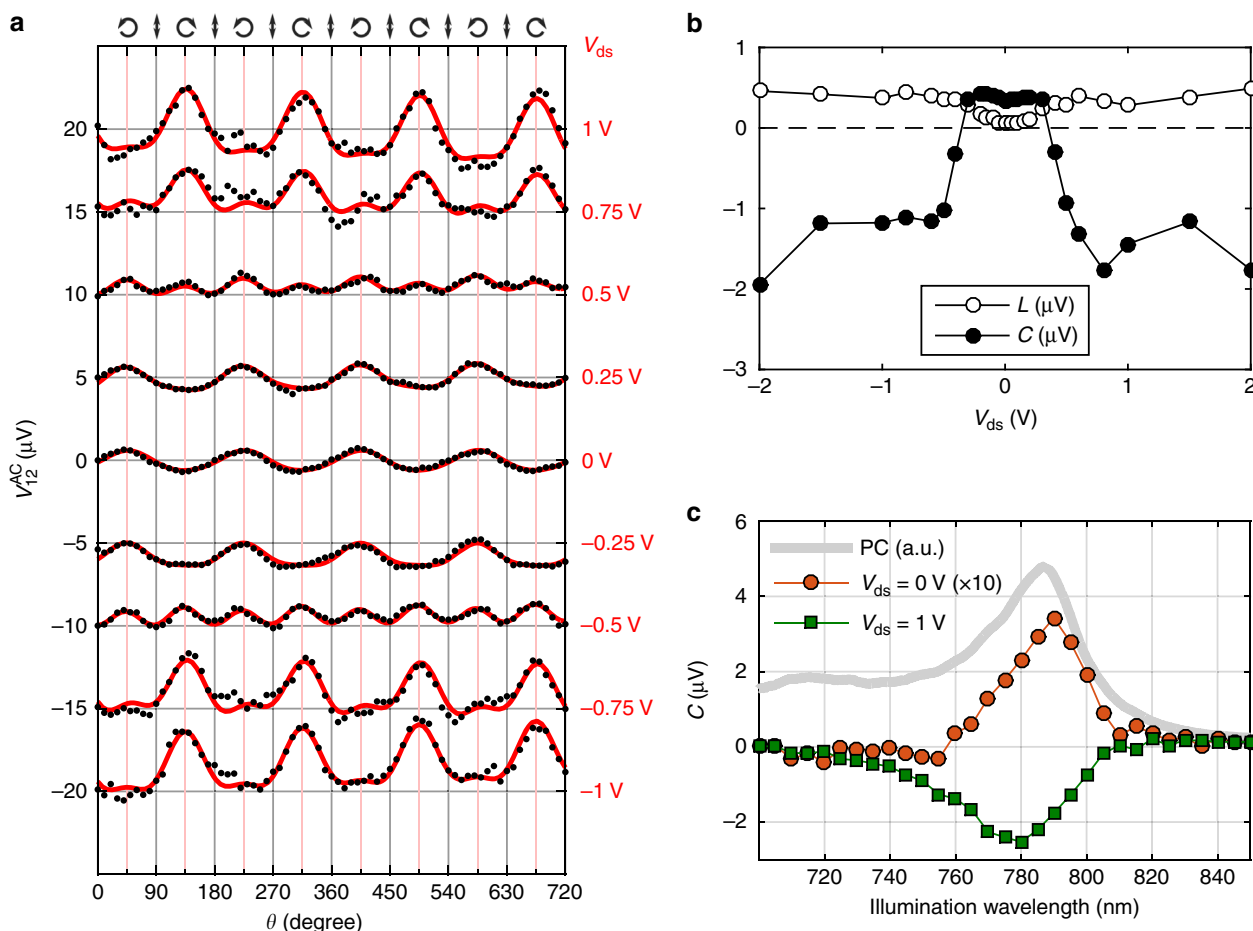 a
V_ds
20
15
10
5
0
−5
−10
−15
−20
1 V
0.75 V
0.5 V
0.25 V
0 V
−0.25 V
−0.5 V
−0.75 V
−1 V
V_12^AC (μV)
0 90 180 270 360 450 540 630 720
θ (degree)
b
1
0
−1
−2
−3
L (μV)
C (μV)
−2 −1 0 1 2
V_ds (V)
c
6
4
2
0
−2
C (μV)
PC (a.u.)
V_ds = 0 V (×10)
V_ds = 1 V
720 740 760 780 800 820 840
Illumination wavelength (nm)